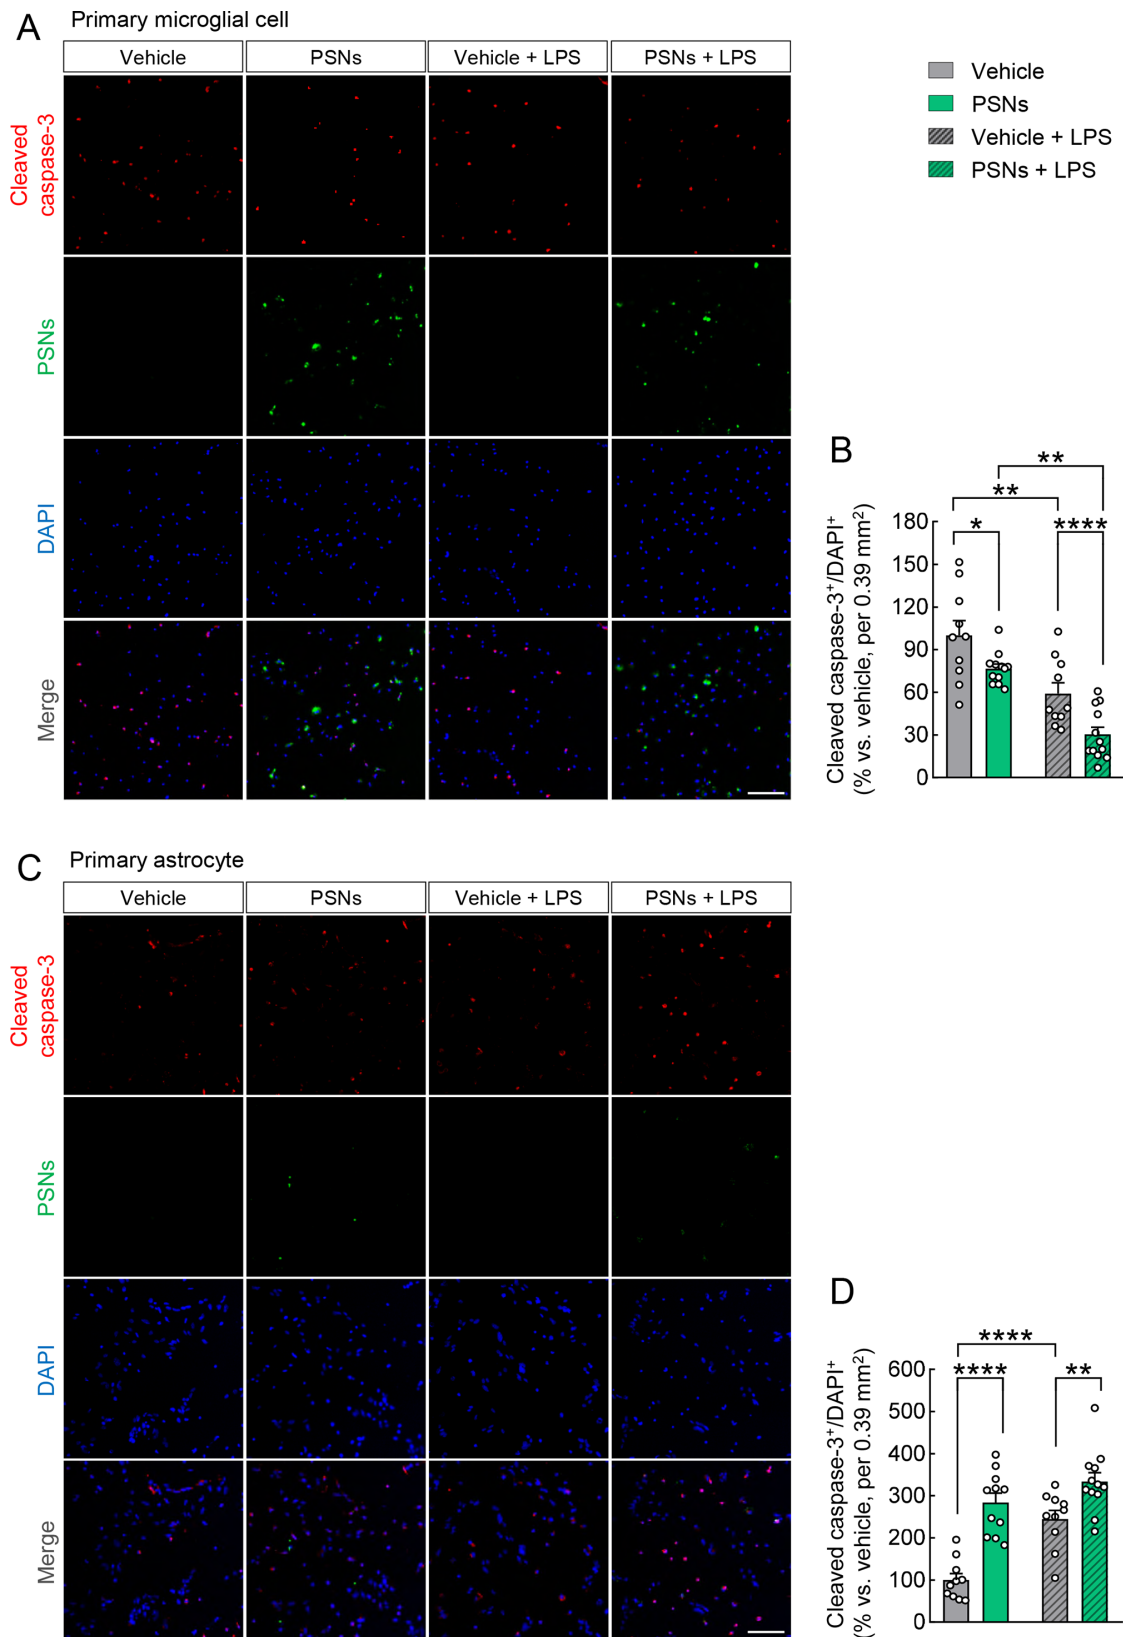 A
Primary microglial cell
Vehicle
PSNs
Vehicle + LPS
PSNs + LPS
Cleaved
caspase-3
PSNs
DAPI
Merge
Vehicle
PSNs
Vehicle + LPS
PSNs + LPS
B
**
**
*
****
Cleaved caspase-3⁺/DAPI⁺
(% vs. vehicle, per 0.39 mm²)
180
150
120
90
60
30
0
C
Primary astrocyte
Vehicle
PSNs
Vehicle + LPS
PSNs + LPS
Cleaved
caspase-3
PSNs
DAPI
Merge
D
****
****
**
Cleaved caspase-3⁺/DAPI⁺
(% vs. vehicle, per 0.39 mm²)
600
500
400
300
200
100
0